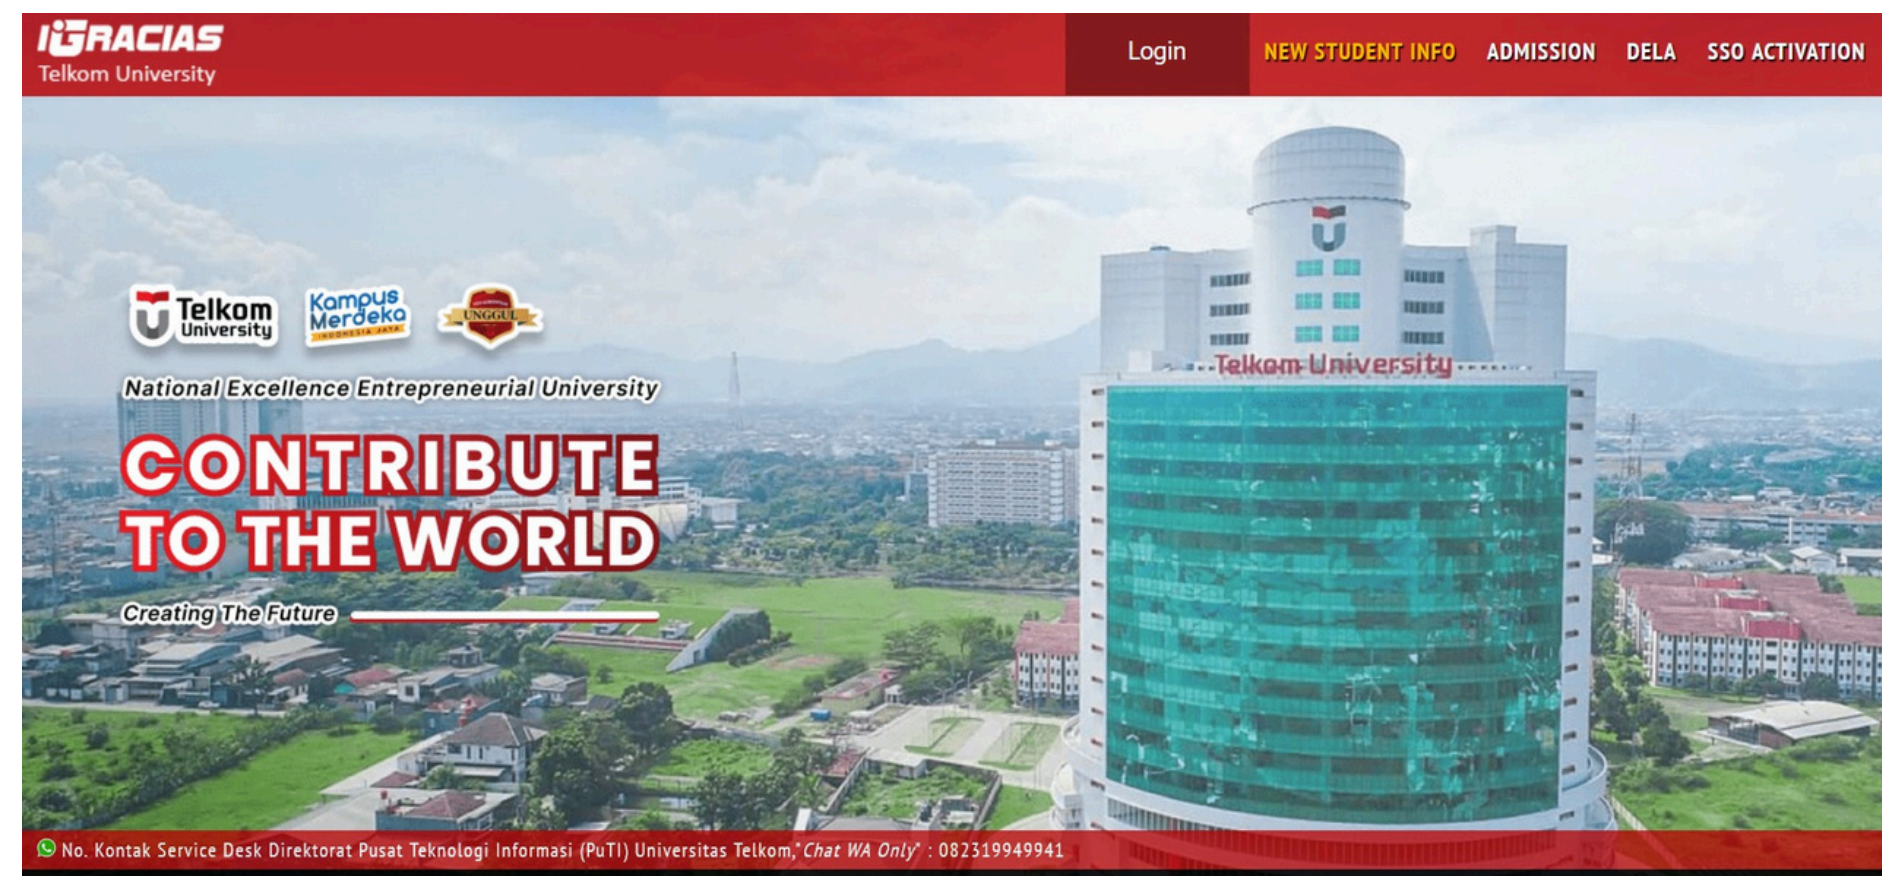 iGRACIAS
Telkom University
Login
NEW STUDENT INFO
ADMISSION
DELA
SSO ACTIVATION
Telkom
University
Kampus
Merdeka
INDONESIA JAYA
UNGGUL
National Excellence Entrepreneurial University
CONTRIBUTE
TO THE WORLD
Creating The Future
Telkom University
No. Kontak Service Desk Direktorat Pusat Teknologi Informasi (PuTI) Universitas Telkom,"Chat WA Only" : 082319949941